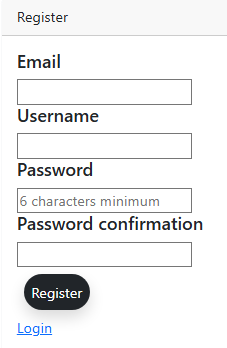 Register
Email
Username
Password
6 characters minimum
Password confirmation
Register
Login